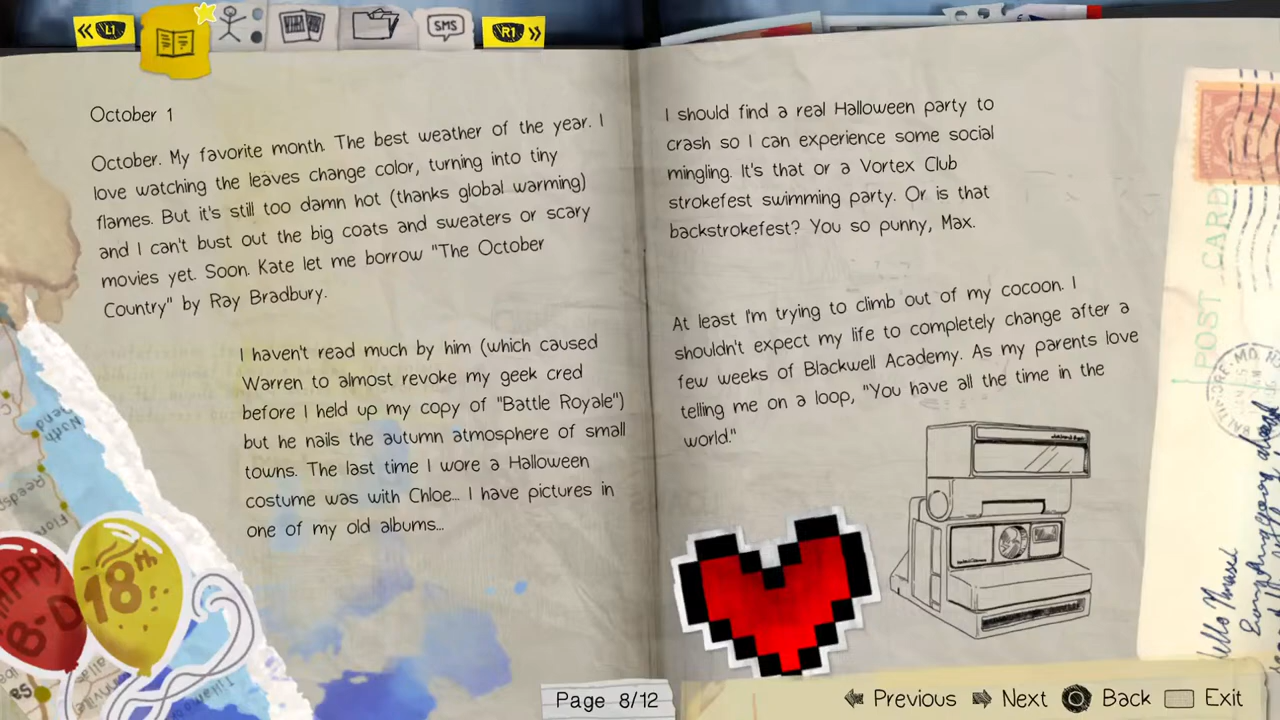 L1
SMS
R1
October 1
October. My favorite month. The best weather of the year. I
love watching the leaves change color, turning into tiny
flames. But it's still too damn hot (thanks global warming)
and I can't bust out the big coats and sweaters or scary
movies yet. Soon. Kate let me borrow "The October
Country" by Ray Bradbury.
I haven't read much by him (which caused
Warren to almost revoke my geek cred
before I held up my copy of "Battle Royale")
but he nails the autumn atmosphere of small
towns. The last time I wore a Halloween
costume was with Chloe... I have pictures in
one of my old albums...
I should find a real Halloween party to
crash so I can experience some social
mingling. It's that or a Vortex Club
strokefest swimming party. Or is that
backstrokefest? You so punny, Max.
At least I'm trying to climb out of my cocoon. I
shouldn't expect my life to completely change after a
few weeks of Blackwell Academy. As my parents love
telling me on a loop, "You have all the time in the
world."
North
Bend
18th
POST CARD
Page 8/12
Previous
Next
Back
Exit